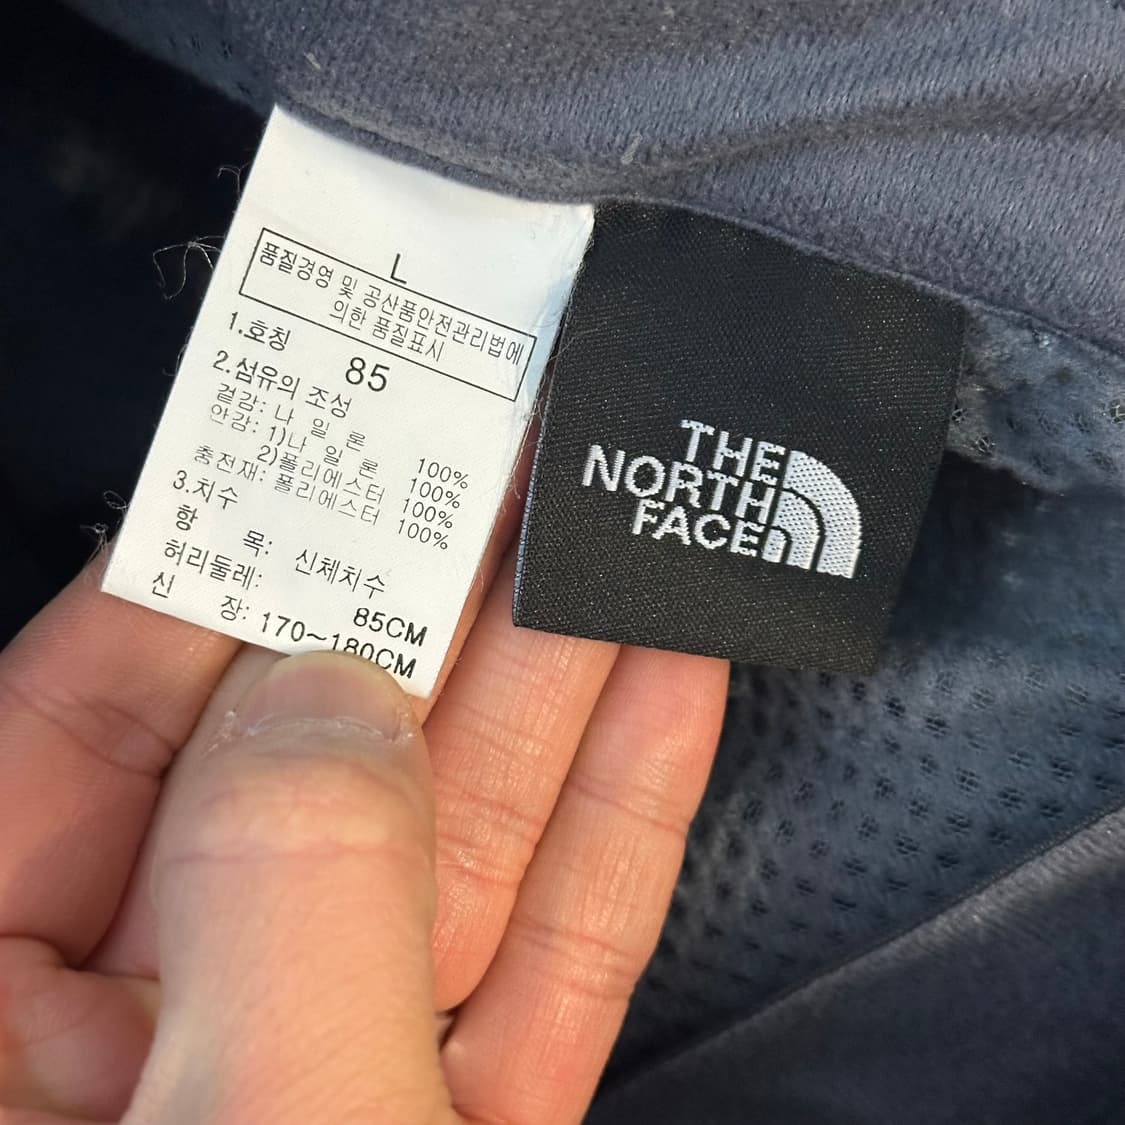 L
품질경영 및 공산품안전관리법에
의한 품질표시
1.호칭 85
2.섬유의 조성
겉감: 나 일 론 100%
안감: 1)나 일 론 100%
2)폴리에스터 100%
충전재: 폴리에스터 100%
3.치수
항 목: 신체치수
허리둘레: 85CM
신 장: 170~180CM
THE
NORTH
FACE